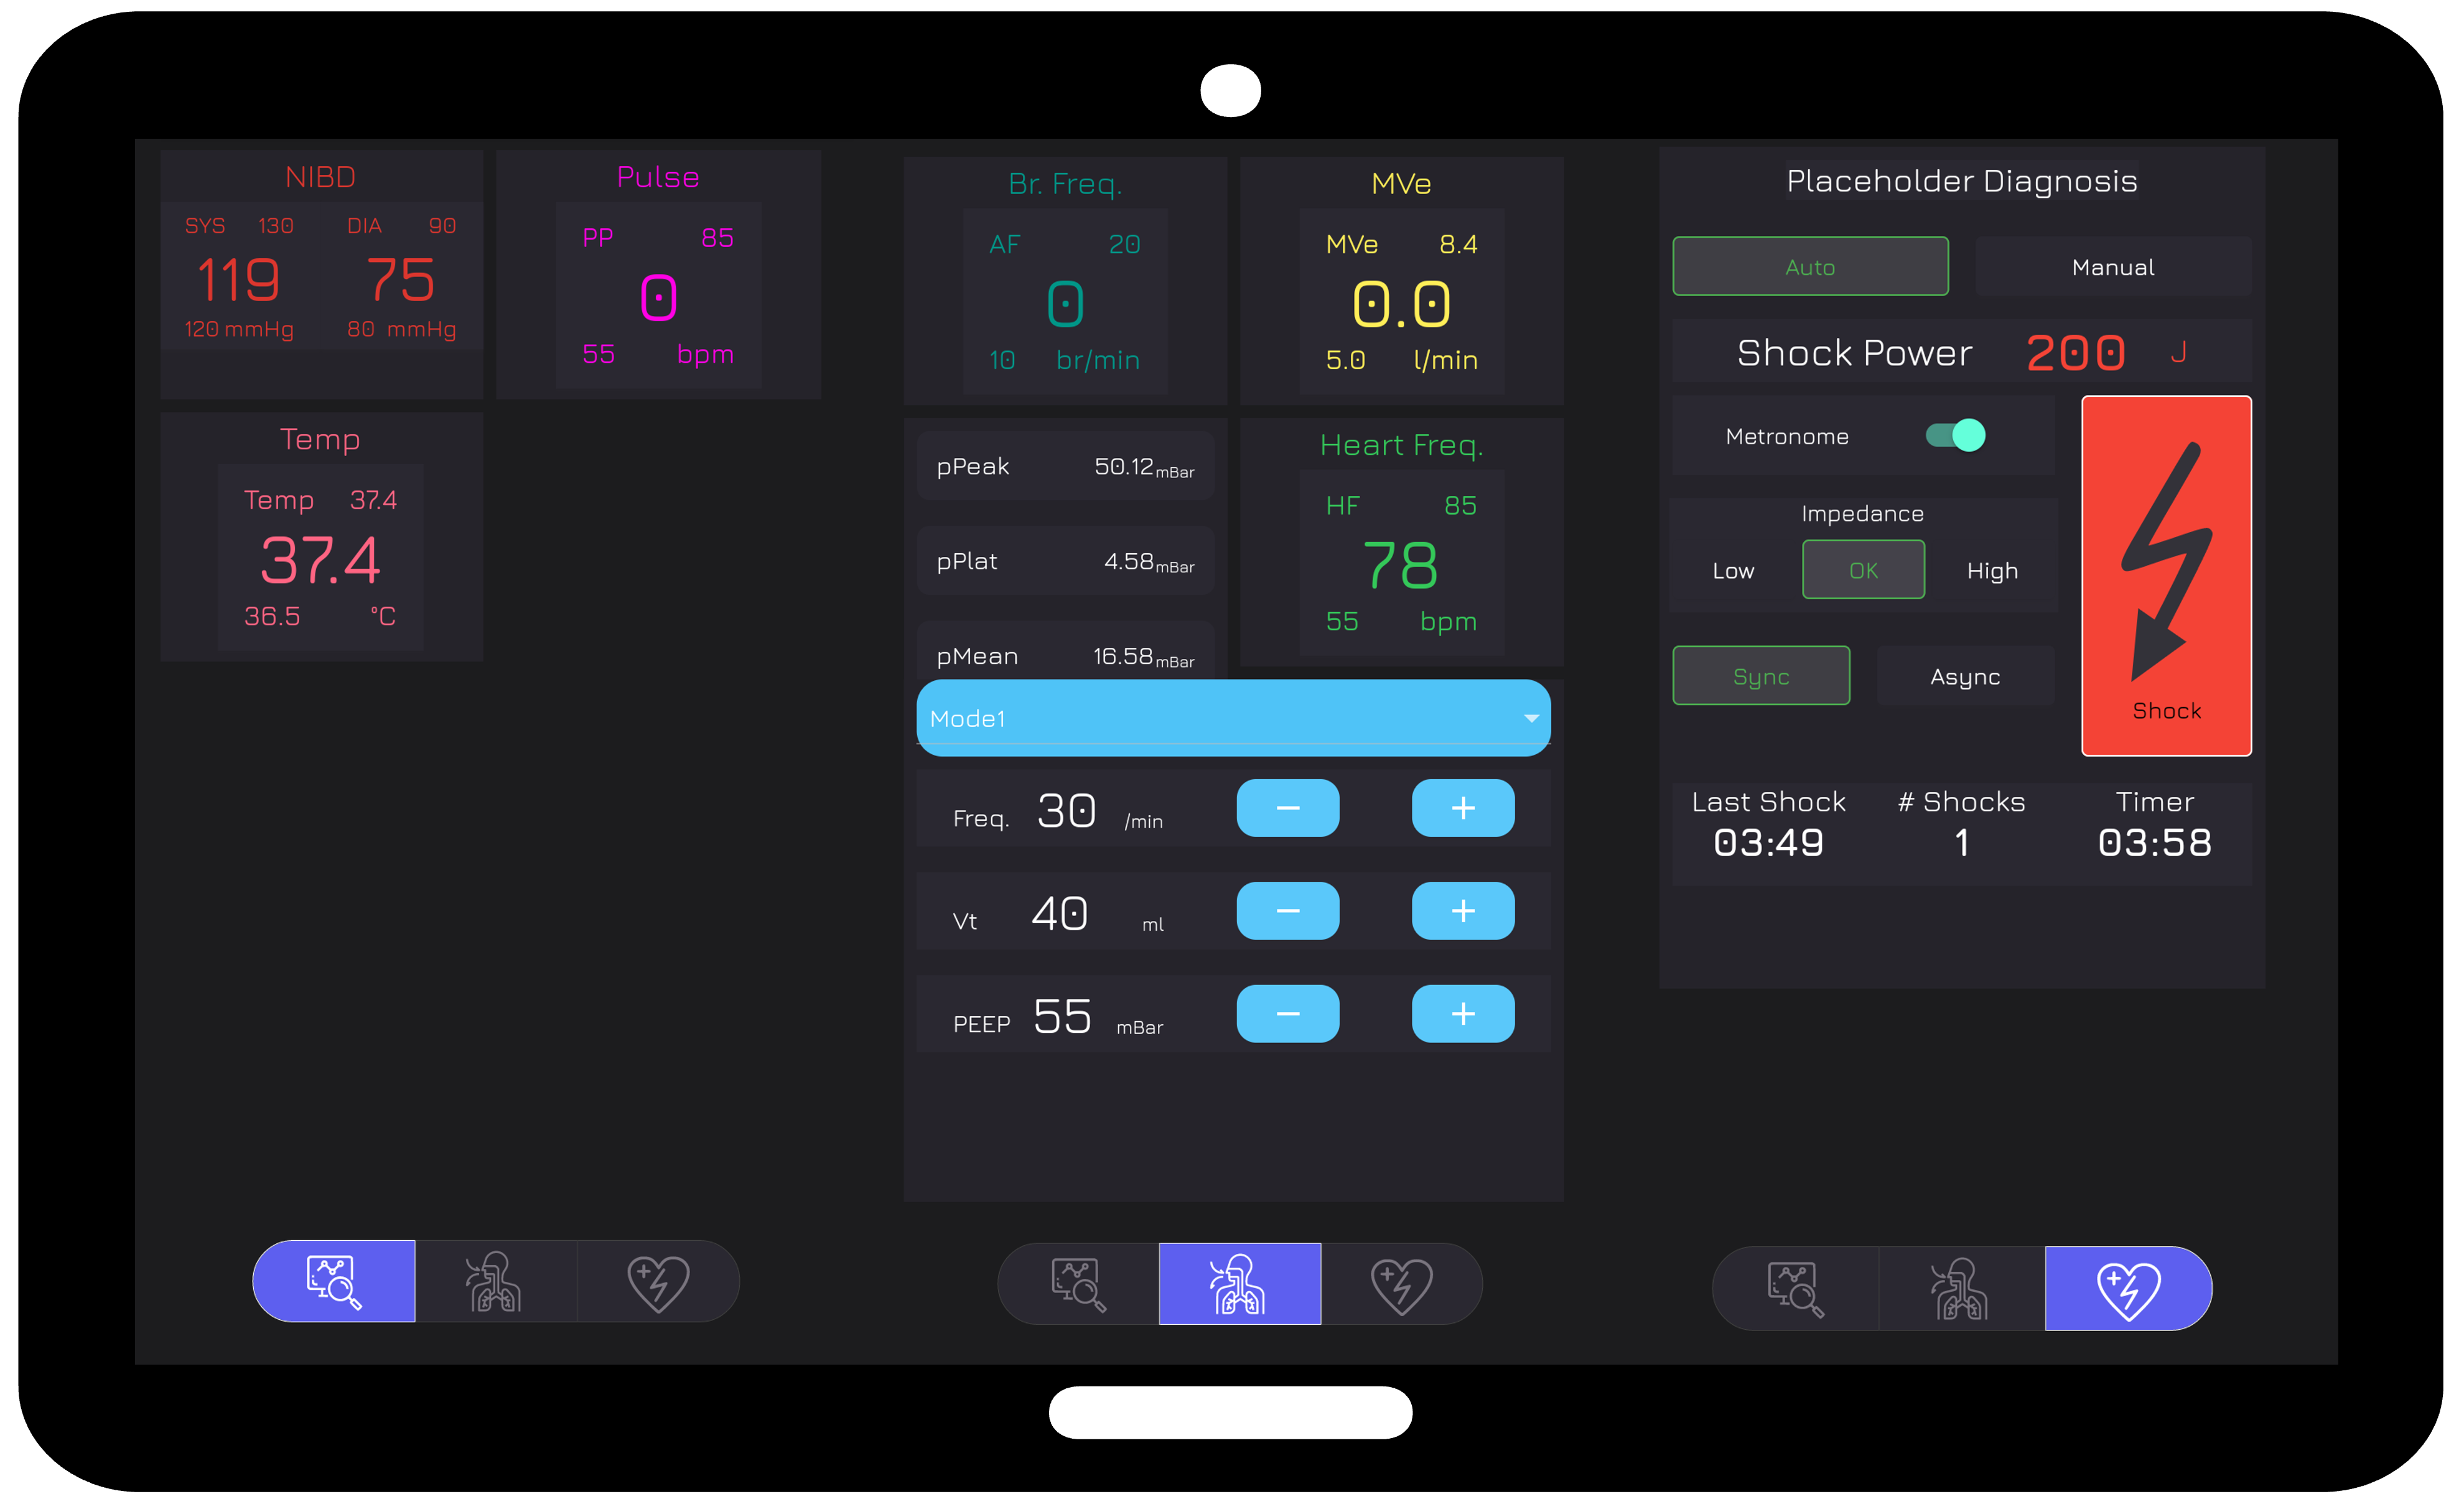 NIBD
SYS 130 DIA 90
119 75
120 mmHg 80 mmHg
Pulse
PP 85
0
55 bpm
Temp
Temp 37.4
37.4
36.5 °C
Br. Freq.
AF 20
0
10 br/min
MVe
MVe 8.4
0.0
5.0 l/min
pPeak 50.12 mBar
pPlat 4.58 mBar
pMean 16.58 mBar
Heart Freq.
HF 85
78
55 bpm
Mode1
Freq. 30 /min − +
Vt 40 ml − +
PEEP 55 mBar − +
Placeholder Diagnosis
Auto Manual
Shock Power 200 J
Metronome
Impedance
Low OK High
Sync Async
Shock
Last Shock # Shocks Timer
03:49 1 03:58